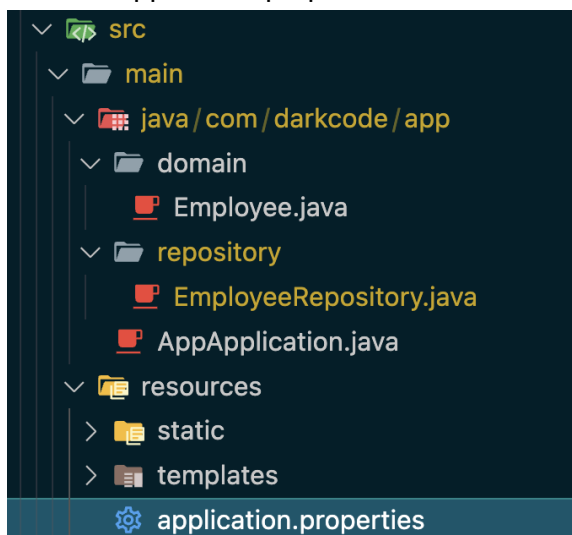 src
main
java/com/darkcode/app
domain
Employee.java
repository
EmployeeRepository.java
AppApplication.java
resources
static
templates
application.properties